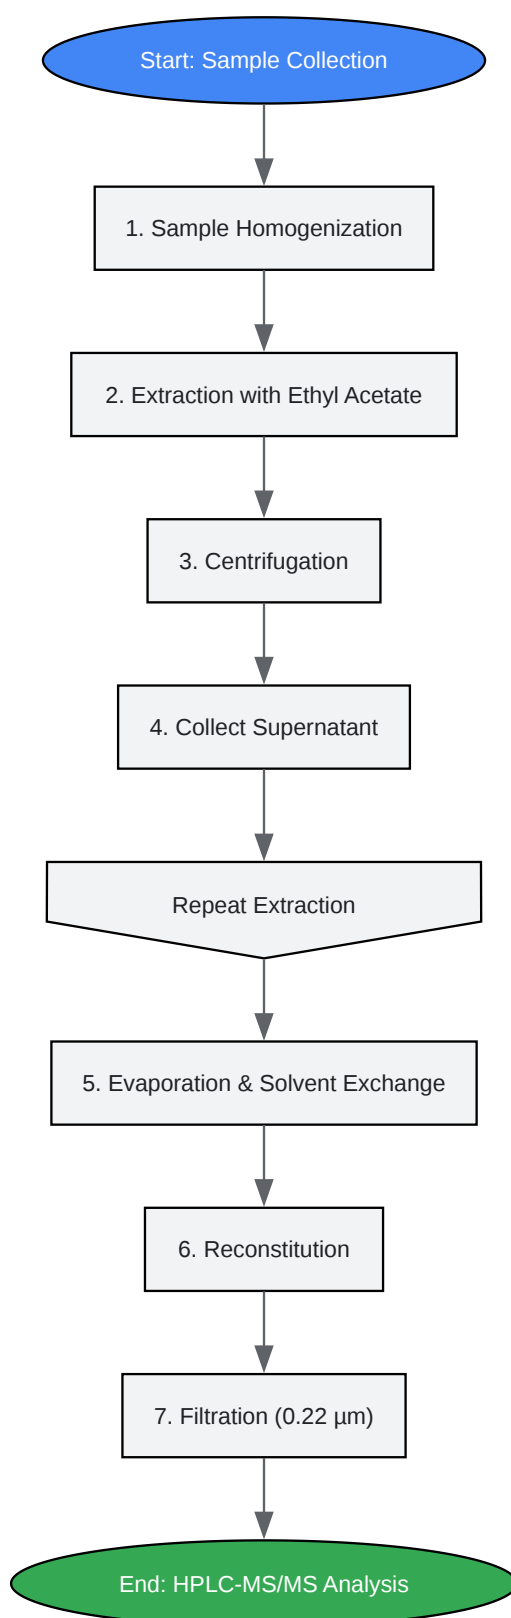 Start: Sample Collection
1. Sample Homogenization
2. Extraction with Ethyl Acetate
3. Centrifugation
4. Collect Supernatant
Repeat Extraction
5. Evaporation & Solvent Exchange
6. Reconstitution
7. Filtration (0.22 µm)
End: HPLC-MS/MS Analysis